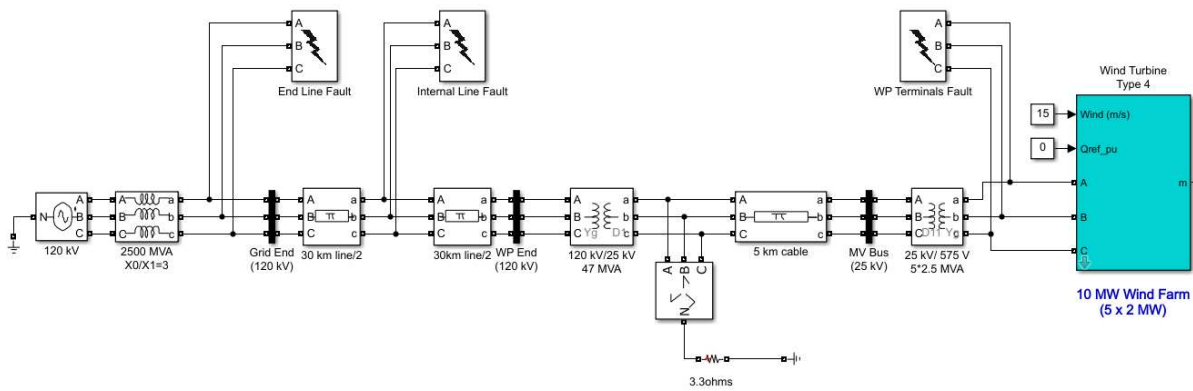 A
B
C
End Line Fault
A
B
C
Internal Line Fault
A
B
C
WP Terminals Fault
Wind Turbine
Type 4
15
Wind (m/s)
0
Qref_pu
A
B
C
m
10 MW Wind Farm
(5 x 2 MW)
N
A
B
C
120 kV
A a
B b
C c
2500 MVA
X0/X1=3
Grid End
(120 kV)
A a
B π b
C c
30 km line/2
A a
B π b
C c
30km line/2
WP End
(120 kV)
A a
B b
C c
Yg D1
120 kV/25 kV
47 MVA
A B C
N
3.3ohms
A a
B b
C c
5 km cable
MV Bus
(25 kV)
A a
B b
C c
25 kV/ 575 V
5*2.5 MVA